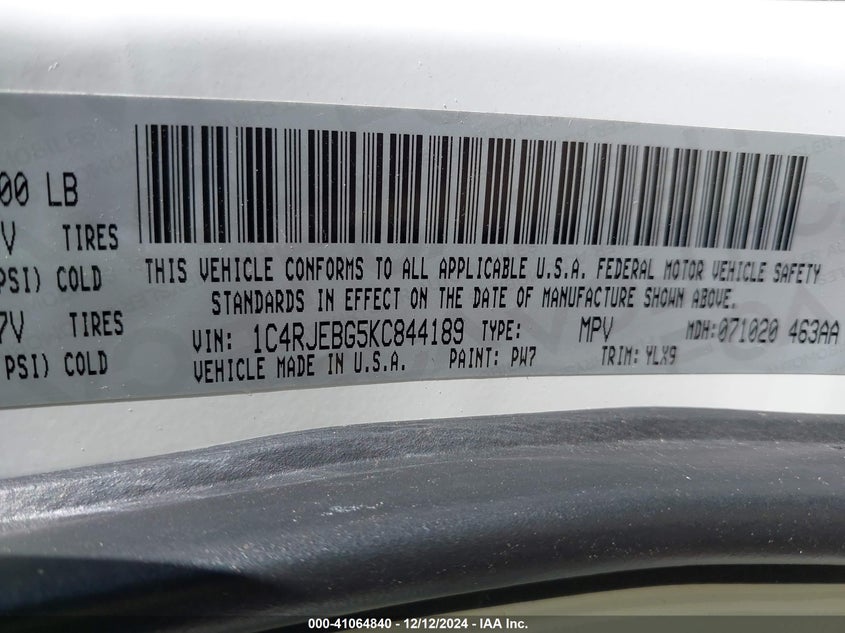 00 LB
V TIRES
PSI) COLD
7V TIRES
PSI) COLD
THIS VEHICLE CONFORMS TO ALL APPLICABLE U.S.A. FEDERAL MOTOR VEHICLE SAFETY
STANDARDS IN EFFECT ON THE DATE OF MANUFACTURE SHOWN ABOVE.
VIN: 1C4RJEBG5KC844189 TYPE: MPV MDH:071020 463AA
VEHICLE MADE IN U.S.A. PAINT: PW7 TRIM: YLX9
000-41064840 - 12/12/2024 - IAA Inc.